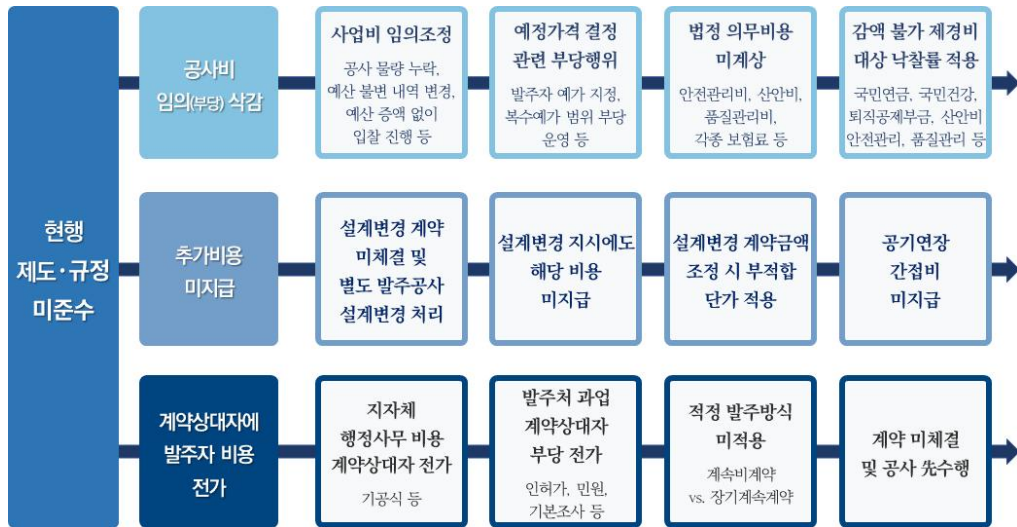 현행
제도·규정
미준수
공사비
임의(부당) 삭감
사업비 임의조정
공사 물량 누락,
예산 불변 내역 변경,
예산 증액 없이
입찰 진행 등
예정가격 결정
관련 부당행위
발주자 예가 지정,
복수예가 범위 부당
운영 등
법정 의무비용
미계상
안전관리비, 산안비,
품질관리비,
각종 보험료 등
감액 불가 제경비
대상 낙찰률 적용
국민연금, 국민건강,
퇴직공제부금, 산안비
안전관리, 품질관리 등
추가비용
미지급
설계변경 계약
미체결 및
별도 발주공사
설계변경 처리
설계변경 지시에도
해당 비용
미지급
설계변경 계약금액
조정 시 부적합
단가 적용
공기연장
간접비
미지급
계약상대자에
발주자 비용
전가
지자체
행정사무 비용
계약상대자 전가
기공식 등
발주처 과업
계약상대자
부당 전가
인허가, 민원,
기본조사 등
적정 발주방식
미적용
계속비계약
vs. 장기계속계약
계약 미체결
및 공사 先수행